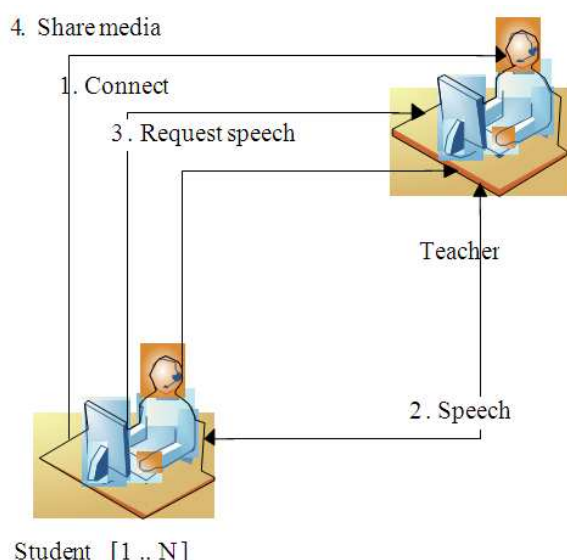 4. Share media
1. Connect
3. Request speech
Teacher
2. Speech
Student [1 .. N]